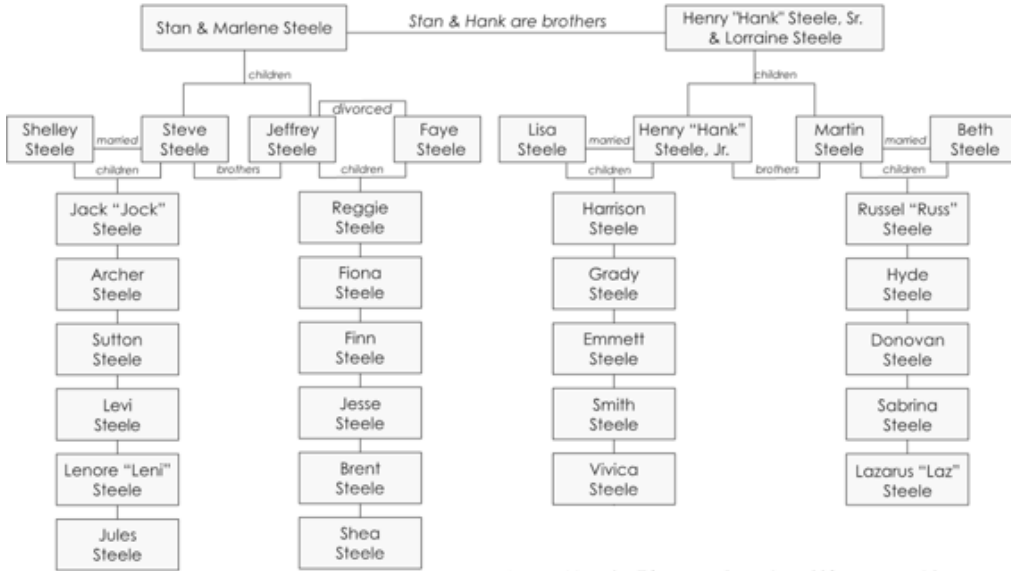 Stan & Marlene Steele
Stan & Hank are brothers
Henry "Hank" Steele, Sr.
& Lorraine Steele
children
children
divorced
Shelley
Steele
married
Steve
Steele
Jeffrey
Steele
Faye
Steele
Lisa
Steele
married
Henry “Hank”
Steele, Jr.
Martin
Steele
married
Beth
Steele
children
brothers
children
children
brothers
children
Jack “Jock”
Steele
Reggie
Steele
Harrison
Steele
Russel “Russ”
Steele
Archer
Steele
Fiona
Steele
Grady
Steele
Hyde
Steele
Sutton
Steele
Finn
Steele
Emmett
Steele
Donovan
Steele
Levi
Steele
Jesse
Steele
Smith
Steele
Sabrina
Steele
Lenore “Leni”
Steele
Brent
Steele
Vivica
Steele
Lazarus “Laz”
Steele
Jules
Steele
Shea
Steele